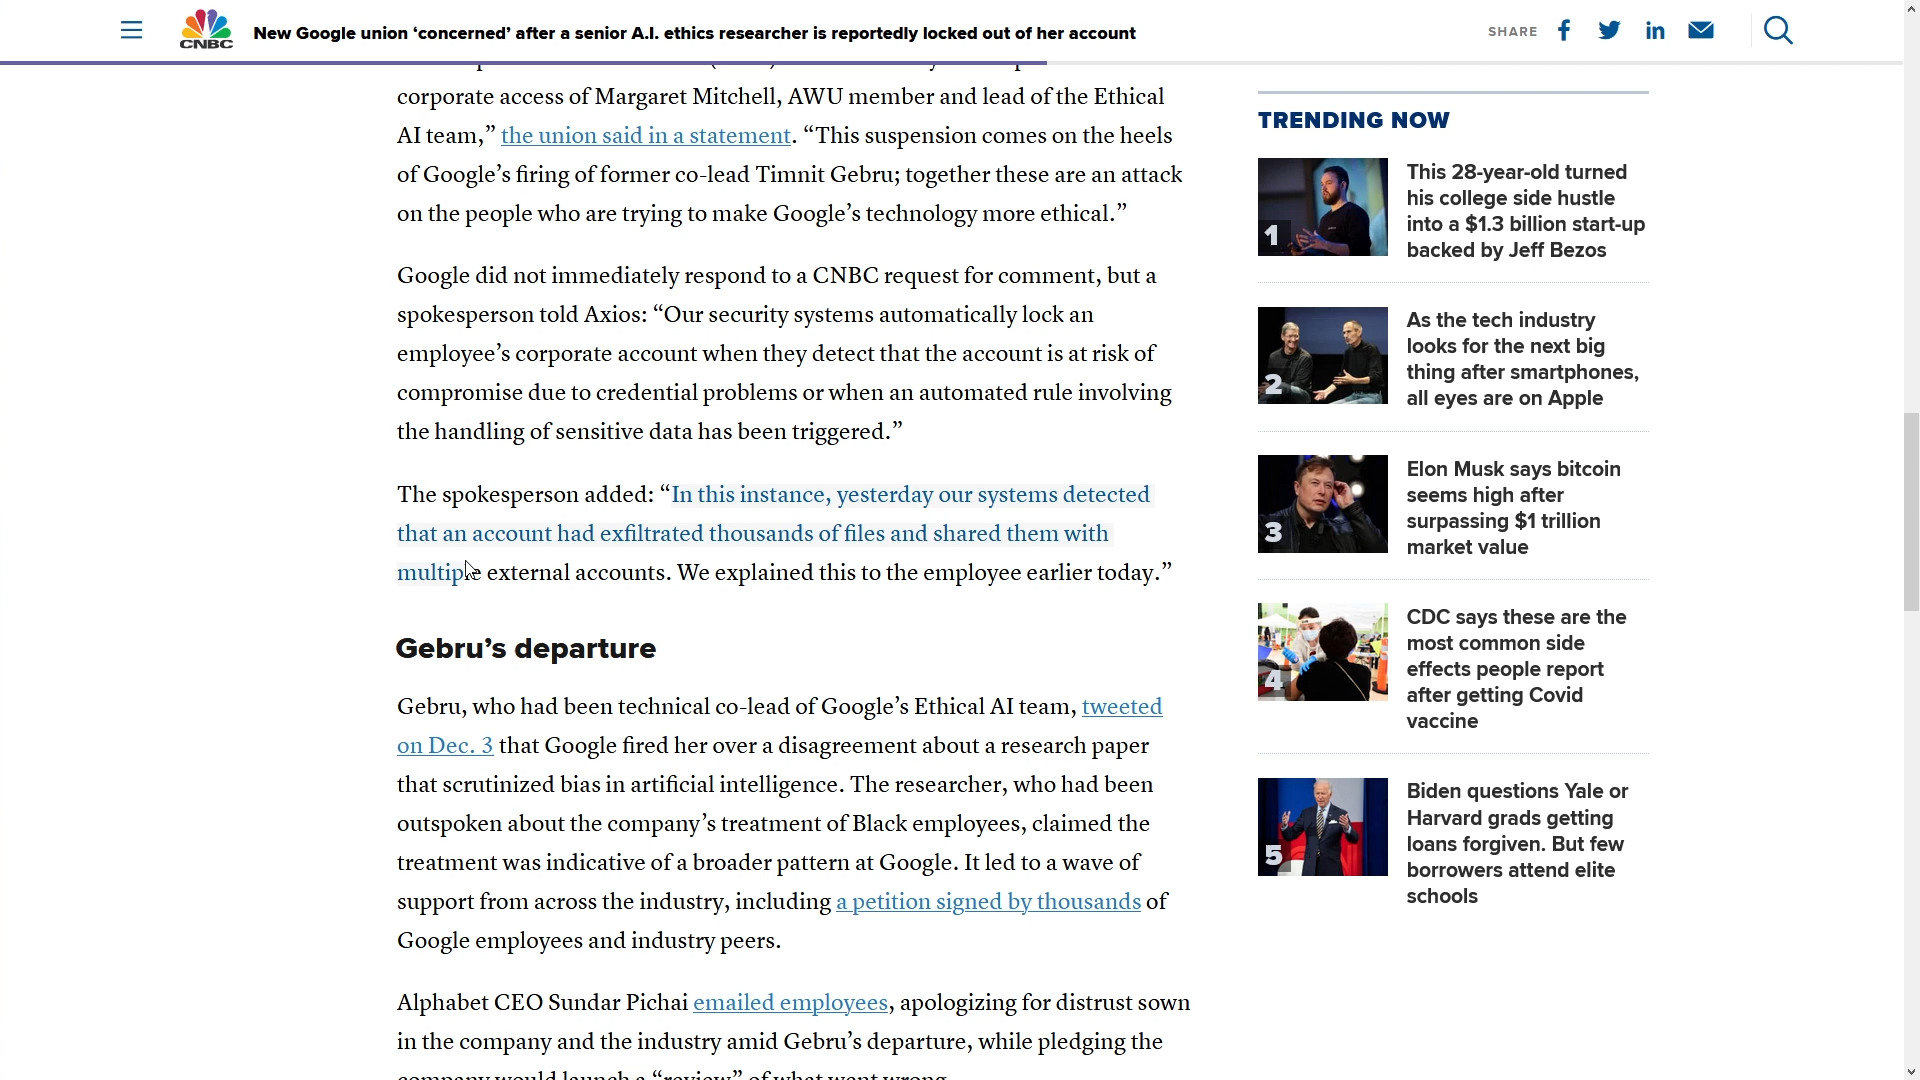 CNBC
New Google union ‘concerned’ after a senior A.I. ethics researcher is reportedly locked out of her account
SHARE
corporate access of Margaret Mitchell, AWU member and lead of the Ethical
AI team,” the union said in a statement. “This suspension comes on the heels
of Google’s firing of former co-lead Timnit Gebru; together these are an attack
on the people who are trying to make Google’s technology more ethical.”
Google did not immediately respond to a CNBC request for comment, but a
spokesperson told Axios: “Our security systems automatically lock an
employee’s corporate account when they detect that the account is at risk of
compromise due to credential problems or when an automated rule involving
the handling of sensitive data has been triggered.”
The spokesperson added: “In this instance, yesterday our systems detected
that an account had exfiltrated thousands of files and shared them with
multiple external accounts. We explained this to the employee earlier today.”
Gebru’s departure
Gebru, who had been technical co-lead of Google’s Ethical AI team, tweeted
on Dec. 3 that Google fired her over a disagreement about a research paper
that scrutinized bias in artificial intelligence. The researcher, who had been
outspoken about the company’s treatment of Black employees, claimed the
treatment was indicative of a broader pattern at Google. It led to a wave of
support from across the industry, including a petition signed by thousands of
Google employees and industry peers.
Alphabet CEO Sundar Pichai emailed employees, apologizing for distrust sown
in the company and the industry amid Gebru’s departure, while pledging the
company would launch a “review” of what went wrong.
TRENDING NOW
1
This 28-year-old turned
his college side hustle
into a $1.3 billion start-up
backed by Jeff Bezos
2
As the tech industry
looks for the next big
thing after smartphones,
all eyes are on Apple
3
Elon Musk says bitcoin
seems high after
surpassing $1 trillion
market value
4
CDC says these are the
most common side
effects people report
after getting Covid
vaccine
5
Biden questions Yale or
Harvard grads getting
loans forgiven. But few
borrowers attend elite
schools